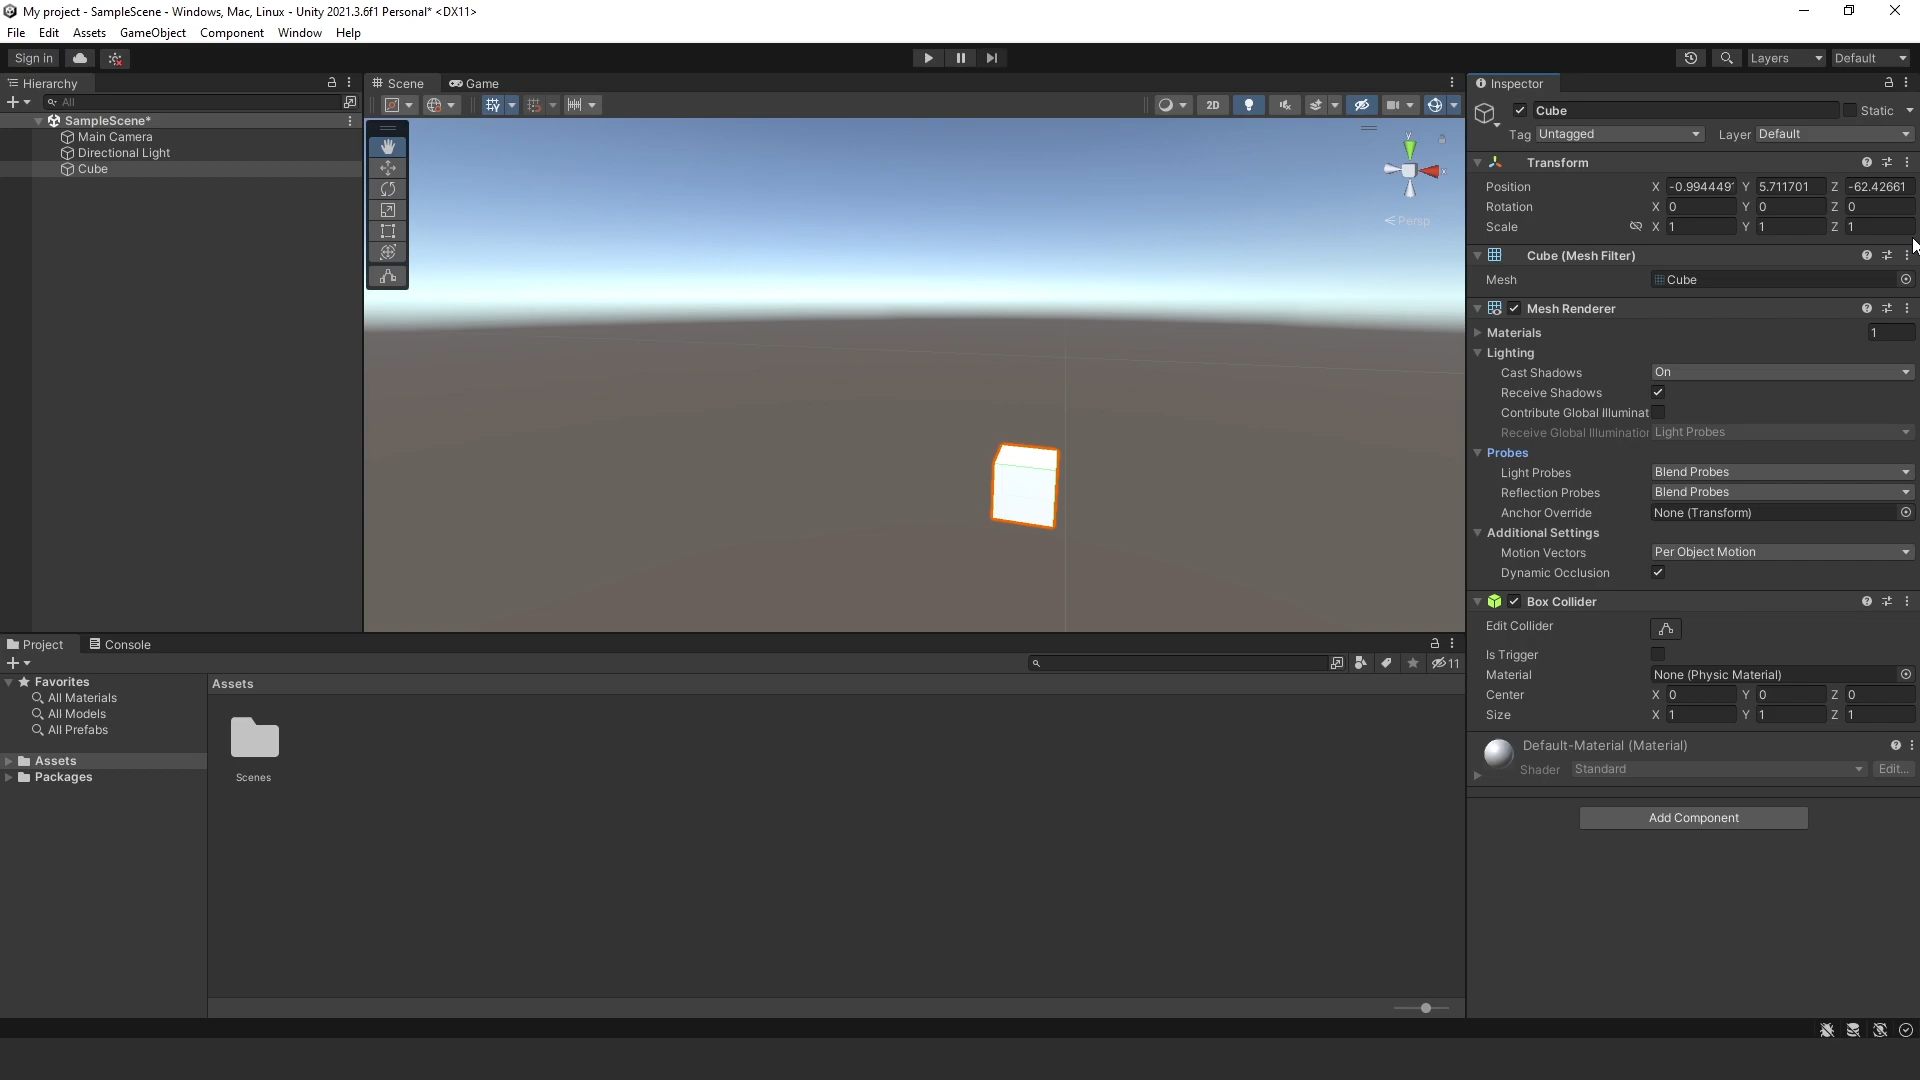 My project - SampleScene - Windows, Mac, Linux - Unity 2021.3.6f1 Personal* <DX11>
File Edit Assets GameObject Component Window Help
Sign in
Layers
Default
Hierarchy
All
SampleScene*
Main Camera
Directional Light
Cube
Scene
Game
2D
y
x
Persp
Inspector
Cube
Static
Tag Untagged
Layer Default
Transform
Position X -0.994449 Y 5.711701 Z -62.42661
Rotation X 0 Y 0 Z 0
Scale X 1 Y 1 Z 1
Cube (Mesh Filter)
Mesh Cube
Mesh Renderer
Materials 1
Lighting
Cast Shadows On
Receive Shadows
Contribute Global Illuminat
Receive Global Illumination Light Probes
Probes
Light Probes Blend Probes
Reflection Probes Blend Probes
Anchor Override None (Transform)
Additional Settings
Motion Vectors Per Object Motion
Dynamic Occlusion
Box Collider
Edit Collider
Is Trigger
Material None (Physic Material)
Center X 0 Y 0 Z 0
Size X 1 Y 1 Z 1
Default-Material (Material)
Shader Standard Edit...
Add Component
Project
Console
11
Favorites
All Materials
All Models
All Prefabs
Assets
Packages
Assets
Scenes